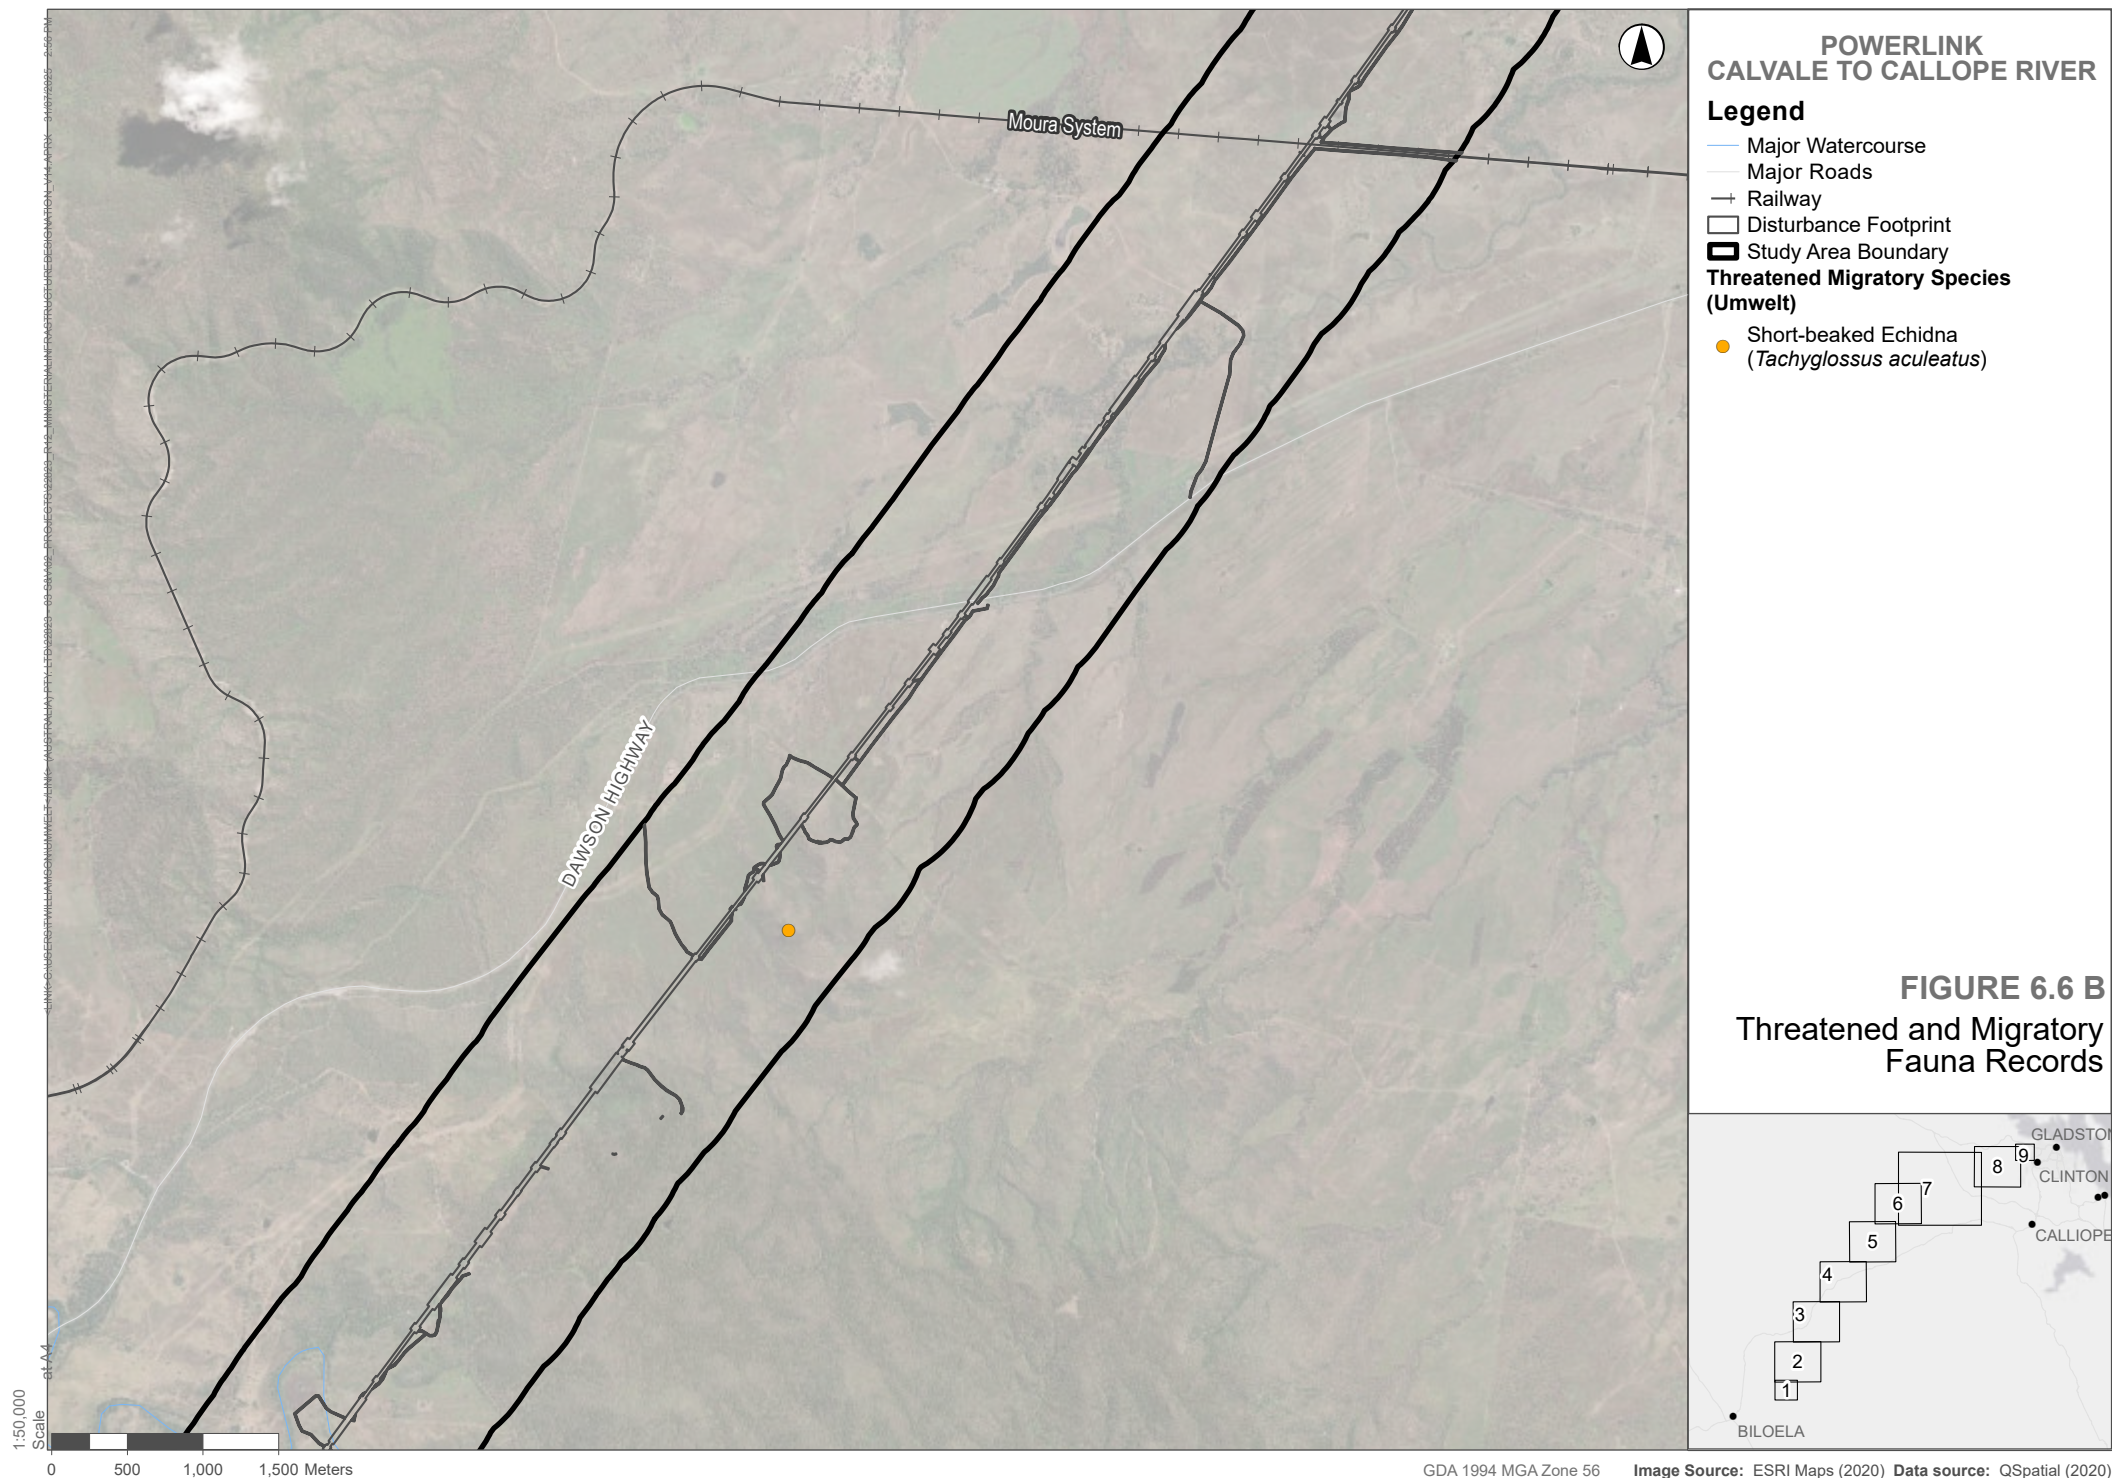 POWERLINK
CALVALE TO CALLOPE RIVER
Legend
Major Watercourse
Major Roads
Railway
Disturbance Footprint
Study Area Boundary
Threatened Migratory Species
(Umwelt)
Short-beaked Echidna
(Tachyglossus aculeatus)
Moura System
DAWSON HIGHWAY
FIGURE 6.6 B
Threatened and Migratory
Fauna Records
GLADSTON
9
8
CLINTON
7
6
CALLIOPE
5
4
3
2
1
BILOELA
1:50,000
Scale
at A4
0 500 1,000 1,500 Meters
GDA 1994 MGA Zone 56 Image Source: ESRI Maps (2020) Data source: QSpatial (2020)